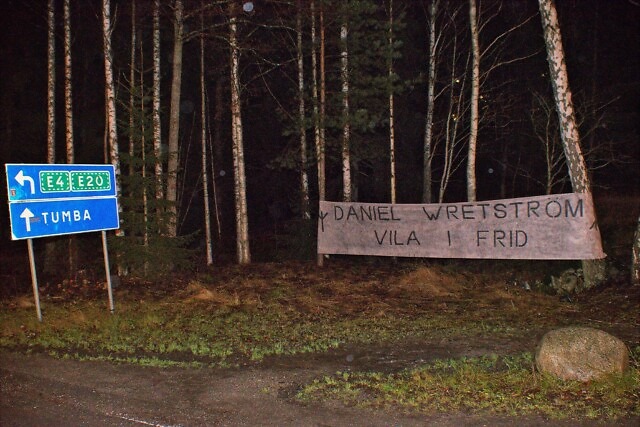 E4 E20
TUMBA
DANIEL WRETSTRÖM
VILA I FRID